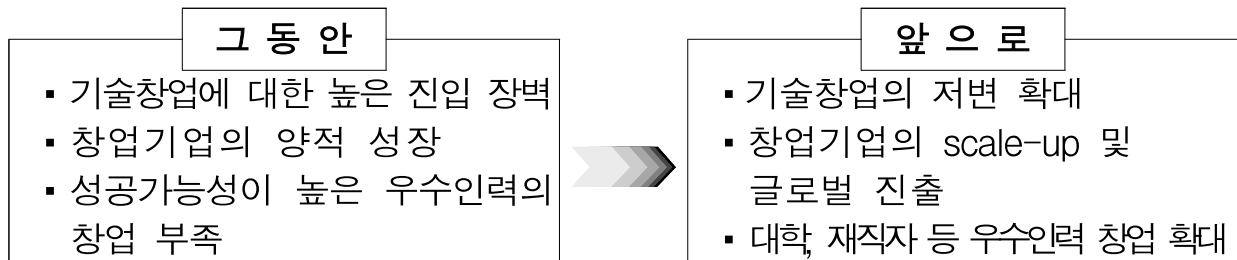 그 동 안
▪ 기술창업에 대한 높은 진입 장벽
▪ 창업기업의 양적 성장
▪ 성공가능성이 높은 우수인력의
창업 부족
앞 으 로
▪ 기술창업의 저변 확대
▪ 창업기업의 scale-up 및
글로벌 진출
▪ 대학, 재직자 등 우수인력 창업 확대